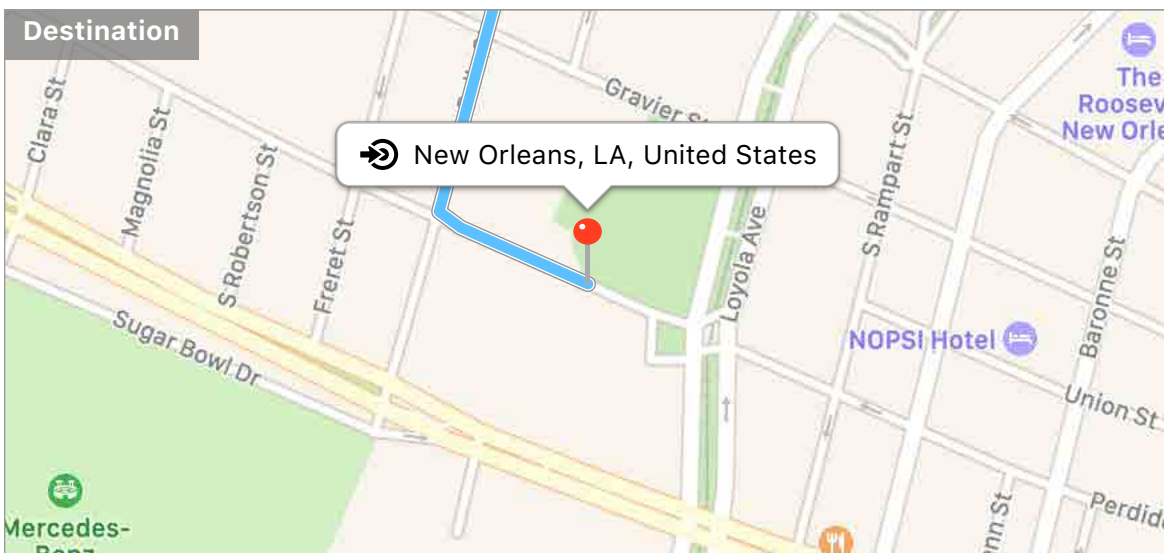 Destination
New Orleans, LA, United States
Clara St
Magnolia St
S Robertson St
Freret St
Sugar Bowl Dr
Gravier
Loyola Ave
S Rampart St
Baronne St
The
Roosev
New Orle
NOPSI Hotel
Union St
Perdid
nn St
Mercedes-